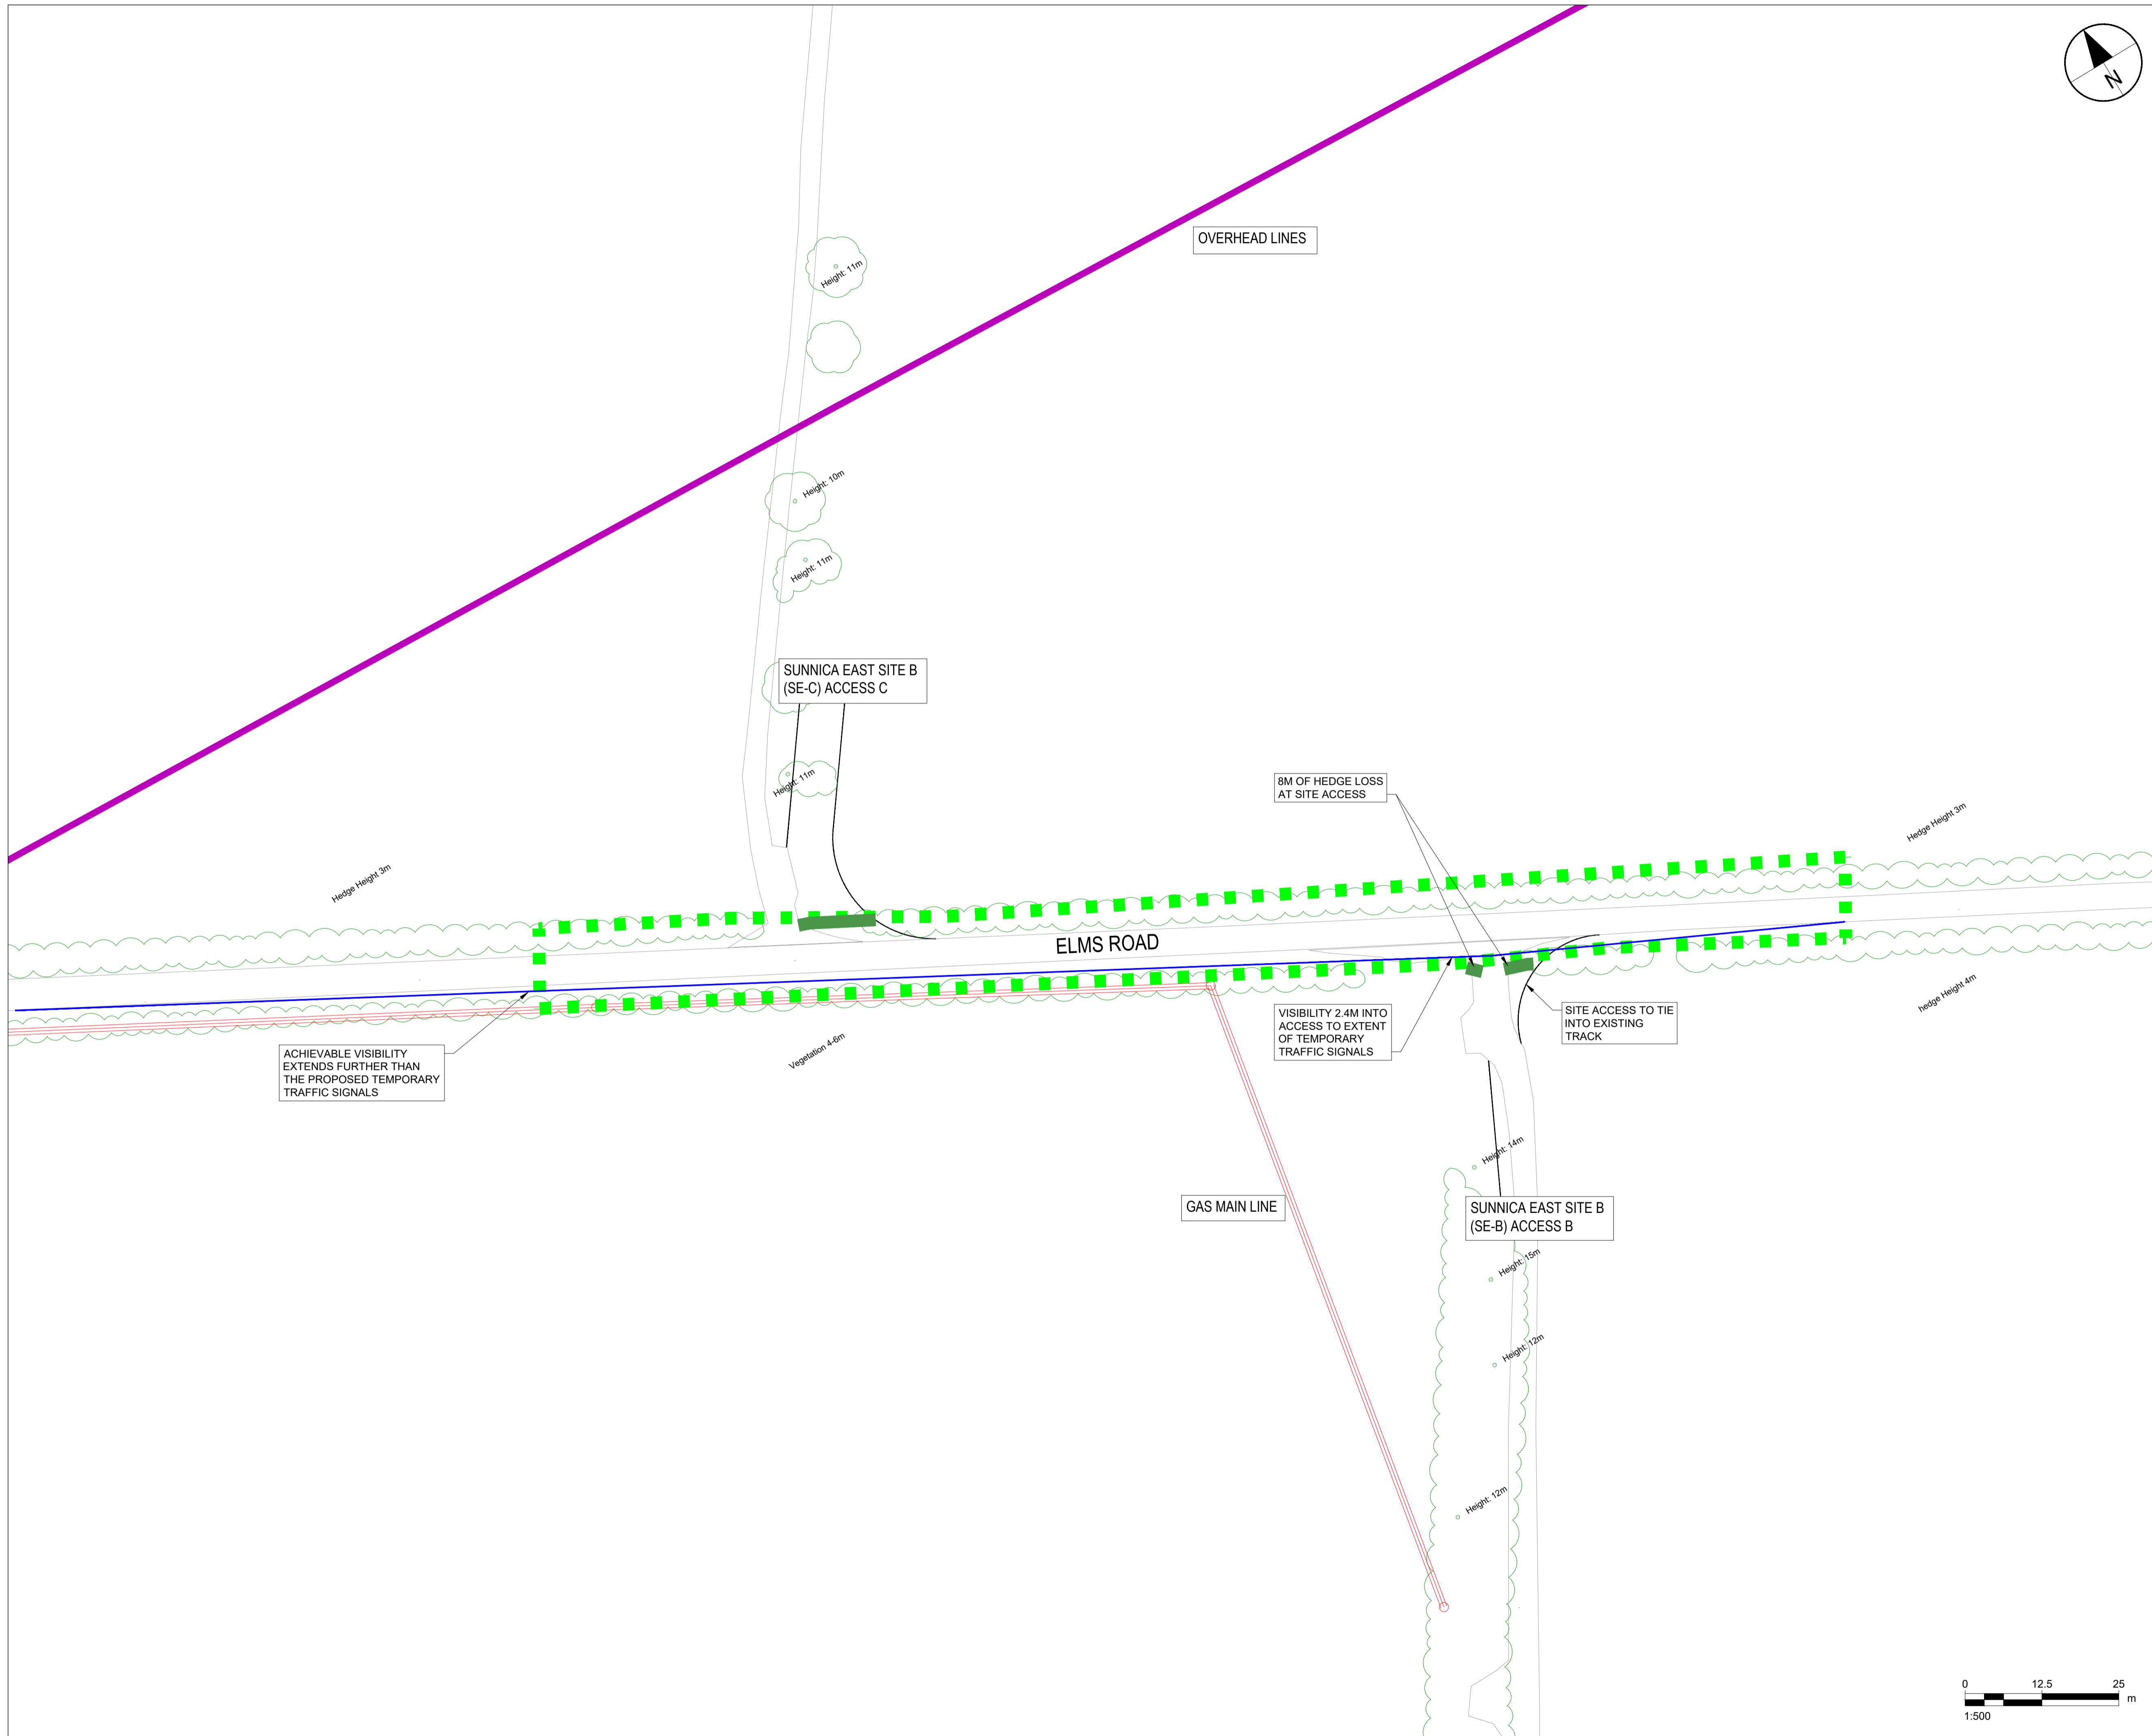 N
OVERHEAD LINES
Height: 11m
Height: 10m
Height: 11m
SUNNICA EAST SITE B
(SE-C) ACCESS C
Height: 11m
8M OF HEDGE LOSS
AT SITE ACCESS
Hedge Height 3m
Hedge Height 3m
ELMS ROAD
hedge Height 4m
VISIBILITY 2.4M INTO
ACCESS TO EXTENT
OF TEMPORARY
TRAFFIC SIGNALS
SITE ACCESS TO TIE
INTO EXISTING
TRACK
ACHIEVABLE VISIBILITY
EXTENDS FURTHER THAN
THE PROPOSED TEMPORARY
TRAFFIC SIGNALS
Vegetation 4-6m
Height: 14m
GAS MAIN LINE
SUNNICA EAST SITE B
(SE-B) ACCESS B
Height: 15m
Height: 12m
Height: 12m
0 12.5 25
m
1:500